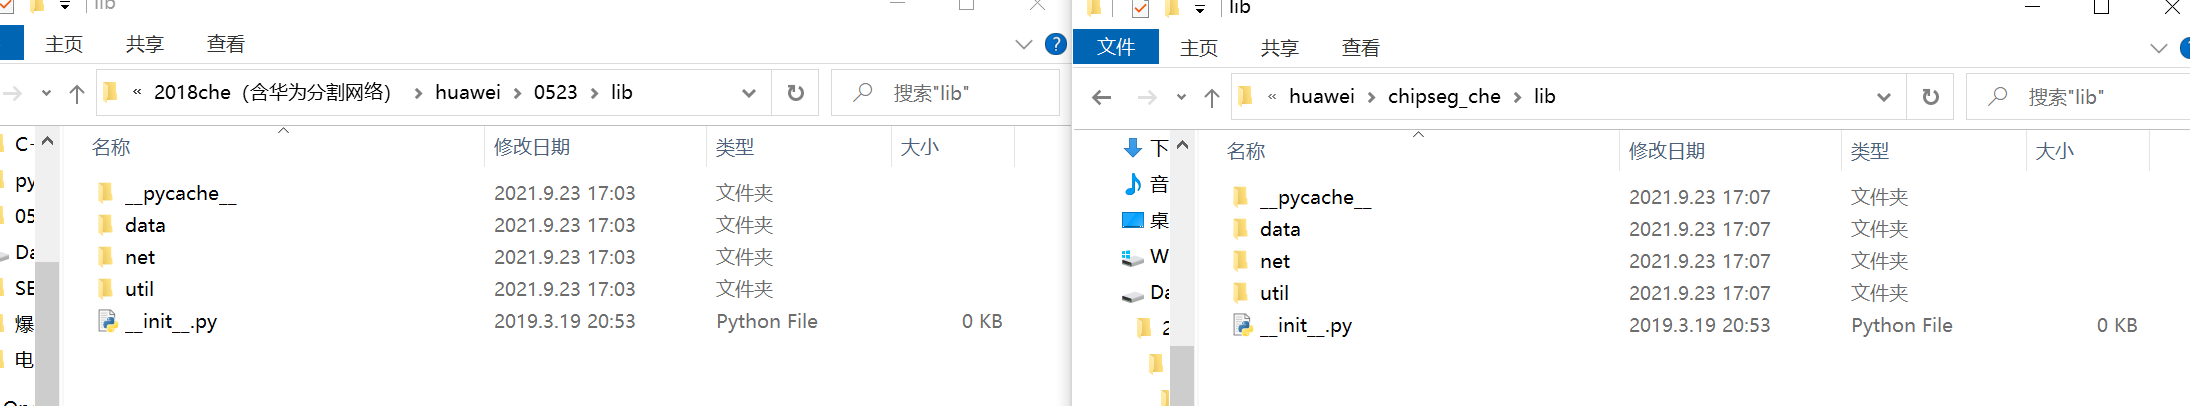 lib
主页 共享 查看
« 2018che（含华为分割网络） > huawei > 0523 > lib
搜索"lib"
名称 修改日期 类型 大小
__pycache__ 2021.9.23 17:03 文件夹
data 2021.9.23 17:03 文件夹
net 2021.9.23 17:03 文件夹
util 2021.9.23 17:03 文件夹
__init__.py 2019.3.19 20:53 Python File 0 KB
C-
py
05
Da
SE
爆
电
lib
文件 主页 共享 查看
« huawei > chipseg_che > lib
搜索"lib"
名称 修改日期 类型 大小
__pycache__ 2021.9.23 17:07 文件夹
data 2021.9.23 17:07 文件夹
net 2021.9.23 17:07 文件夹
util 2021.9.23 17:07 文件夹
__init__.py 2019.3.19 20:53 Python File 0 KB
下
音
桌
W
Da
2